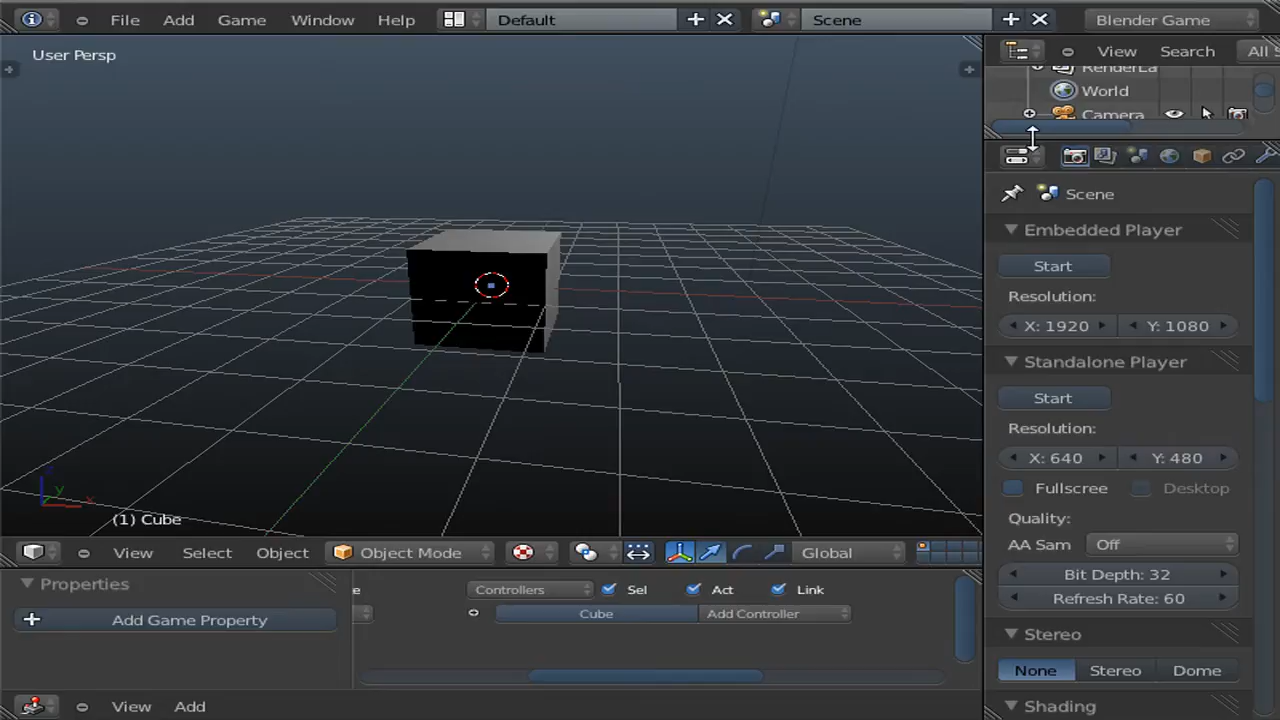 File Add Game Window Help Default Scene Blender Game
User Persp
View Search All S
RenderLa
World
Camera
Scene
Embedded Player
Start
Resolution:
X: 1920 Y: 1080
Standalone Player
Start
Resolution:
X: 640 Y: 480
Fullscree Desktop
Quality:
AA Sam Off
Bit Depth: 32
Refresh Rate: 60
Stereo
None Stereo Dome
Shading
z
y x
(1) Cube
View Select Object Object Mode Global
Properties
Add Game Property
e Controllers Sel Act Link
Cube Add Controller
View Add